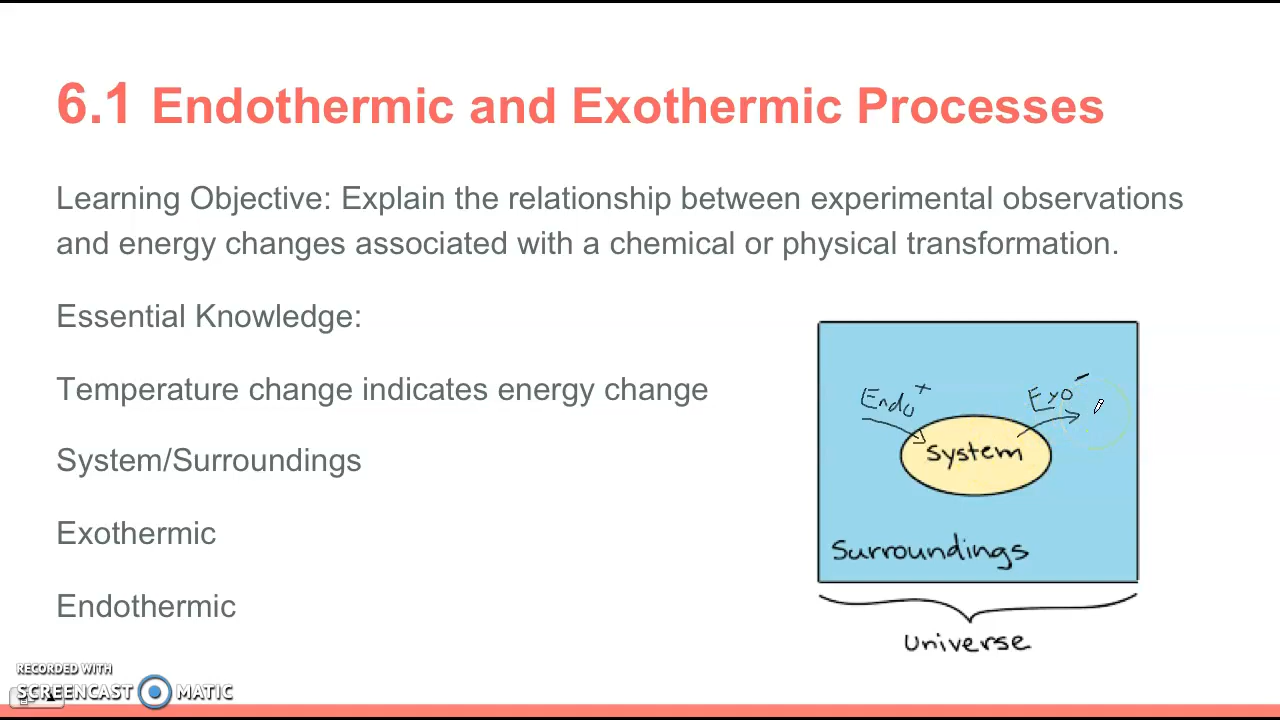 6.1 Endothermic and Exothermic Processes
Learning Objective: Explain the relationship between experimental observations
and energy changes associated with a chemical or physical transformation.
Essential Knowledge:
Temperature change indicates energy change
System/Surroundings
Exothermic
Endothermic
Endo +
Exo -
System
Surroundings
Universe
RECORDED WITH
SCREENCAST MATIC